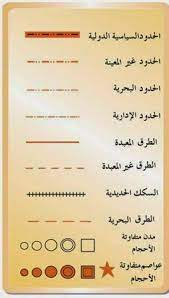 الحدود السياسية الدولية
الحدود غير المعينة
الحدود البحرية
الحدود الإدارية
الطرق المعبدة
الطرق غير المعبدة
السكك الحديدية
الطرق البحرية
مدن متفاوتة
الأحجام
عواصم متفاوتة
الأحجام